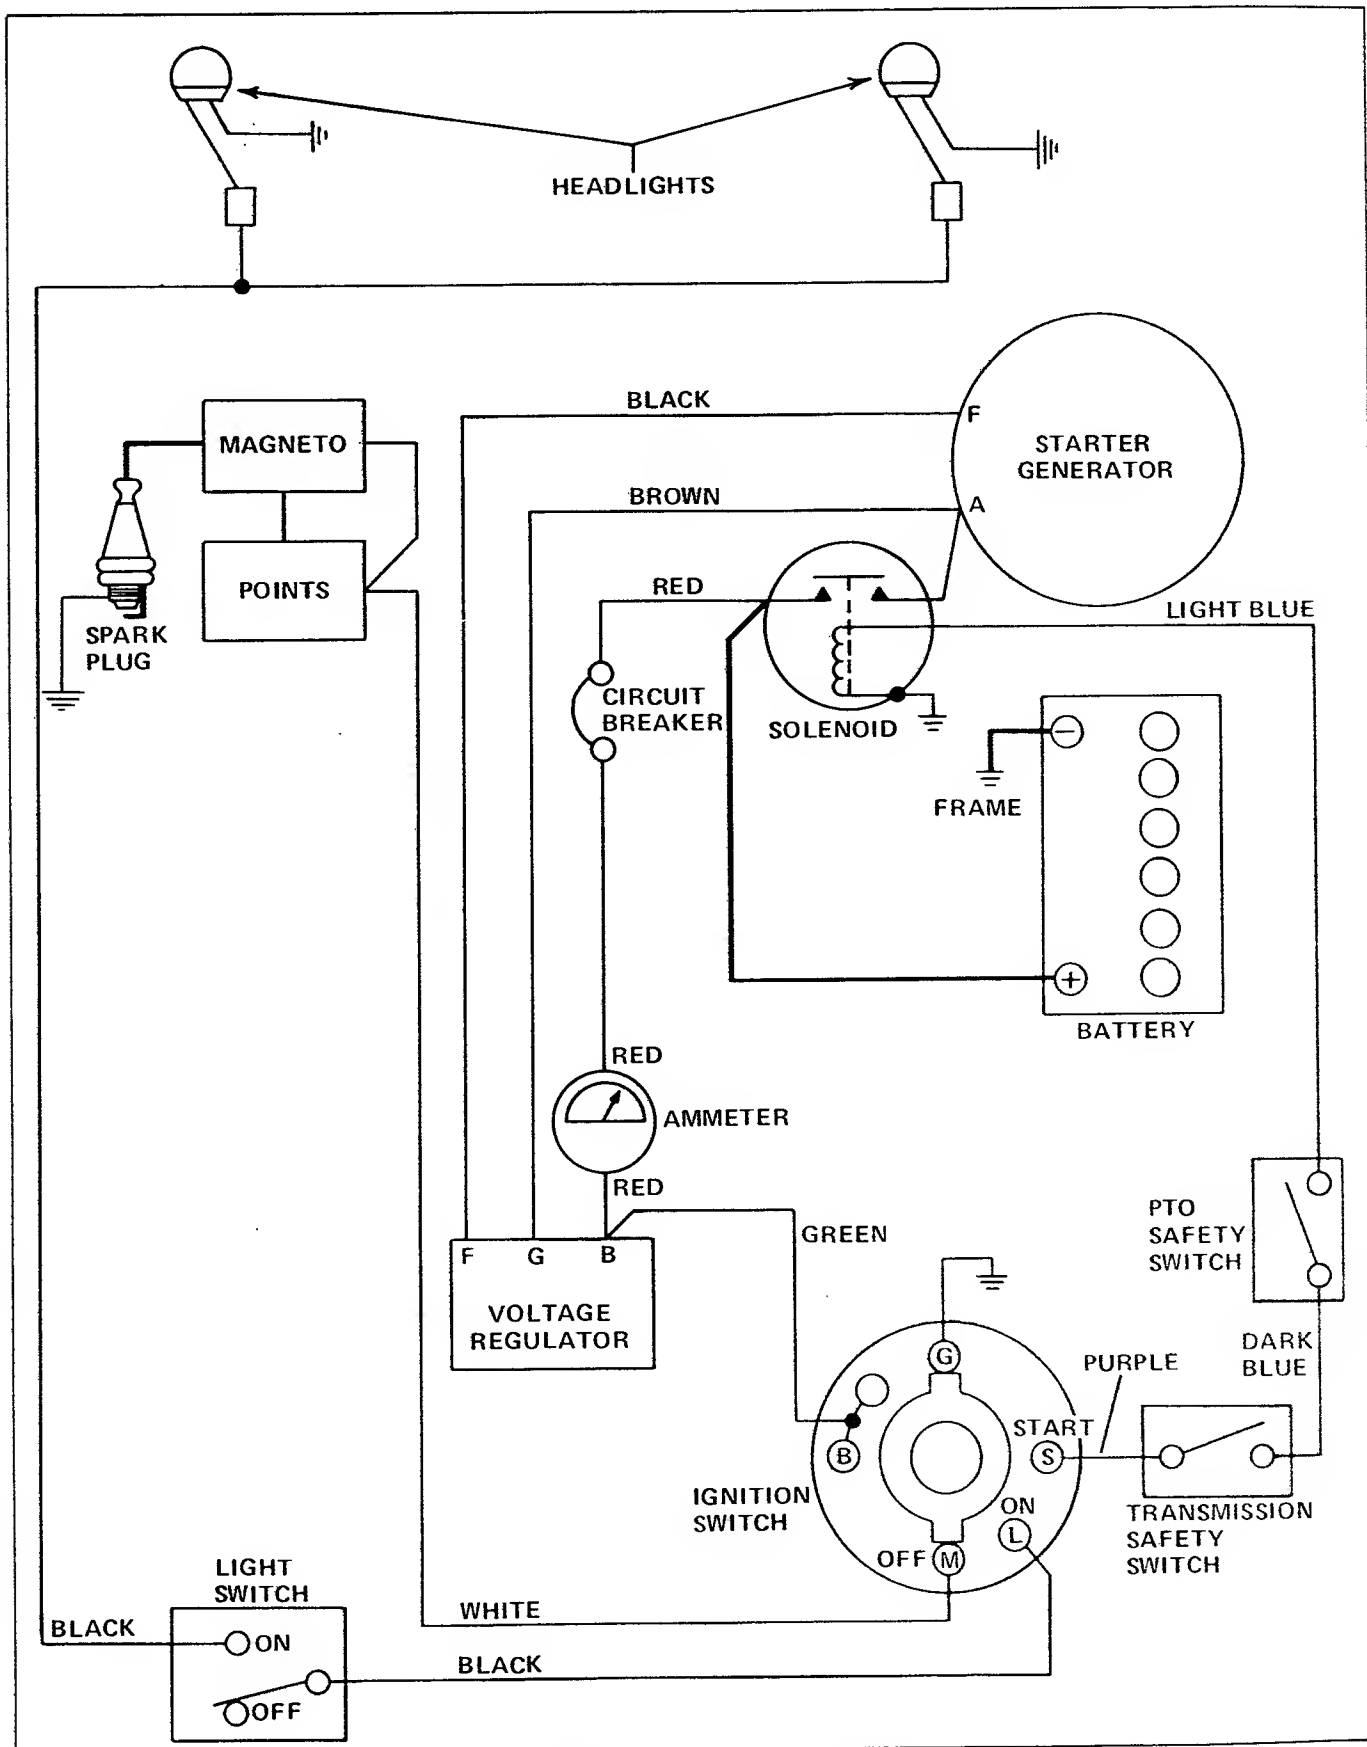 HEADLIGHTS
BLACK
F
STARTER
GENERATOR
MAGNETO
BROWN
A
RED
POINTS
LIGHT BLUE
SPARK
PLUG
CIRCUIT
BREAKER
SOLENOID
−
FRAME
+
BATTERY
RED
AMMETER
RED
PTO
SAFETY
SWITCH
GREEN
F G B
VOLTAGE
REGULATOR
DARK
BLUE
G
PURPLE
START
B
S
IGNITION
SWITCH
ON
L
TRANSMISSION
SAFETY
SWITCH
OFF M
LIGHT
SWITCH
WHITE
BLACK
ON
BLACK
OFF